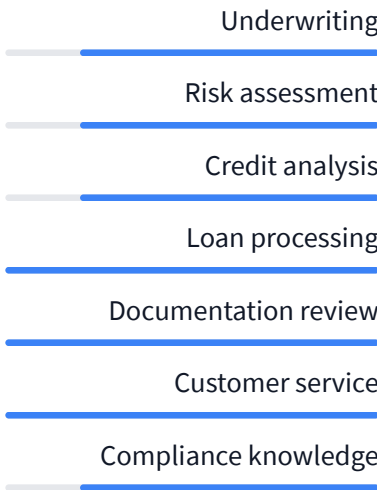 Underwriting
Risk assessment
Credit analysis
Loan processing
Documentation review
Customer service
Compliance knowledge